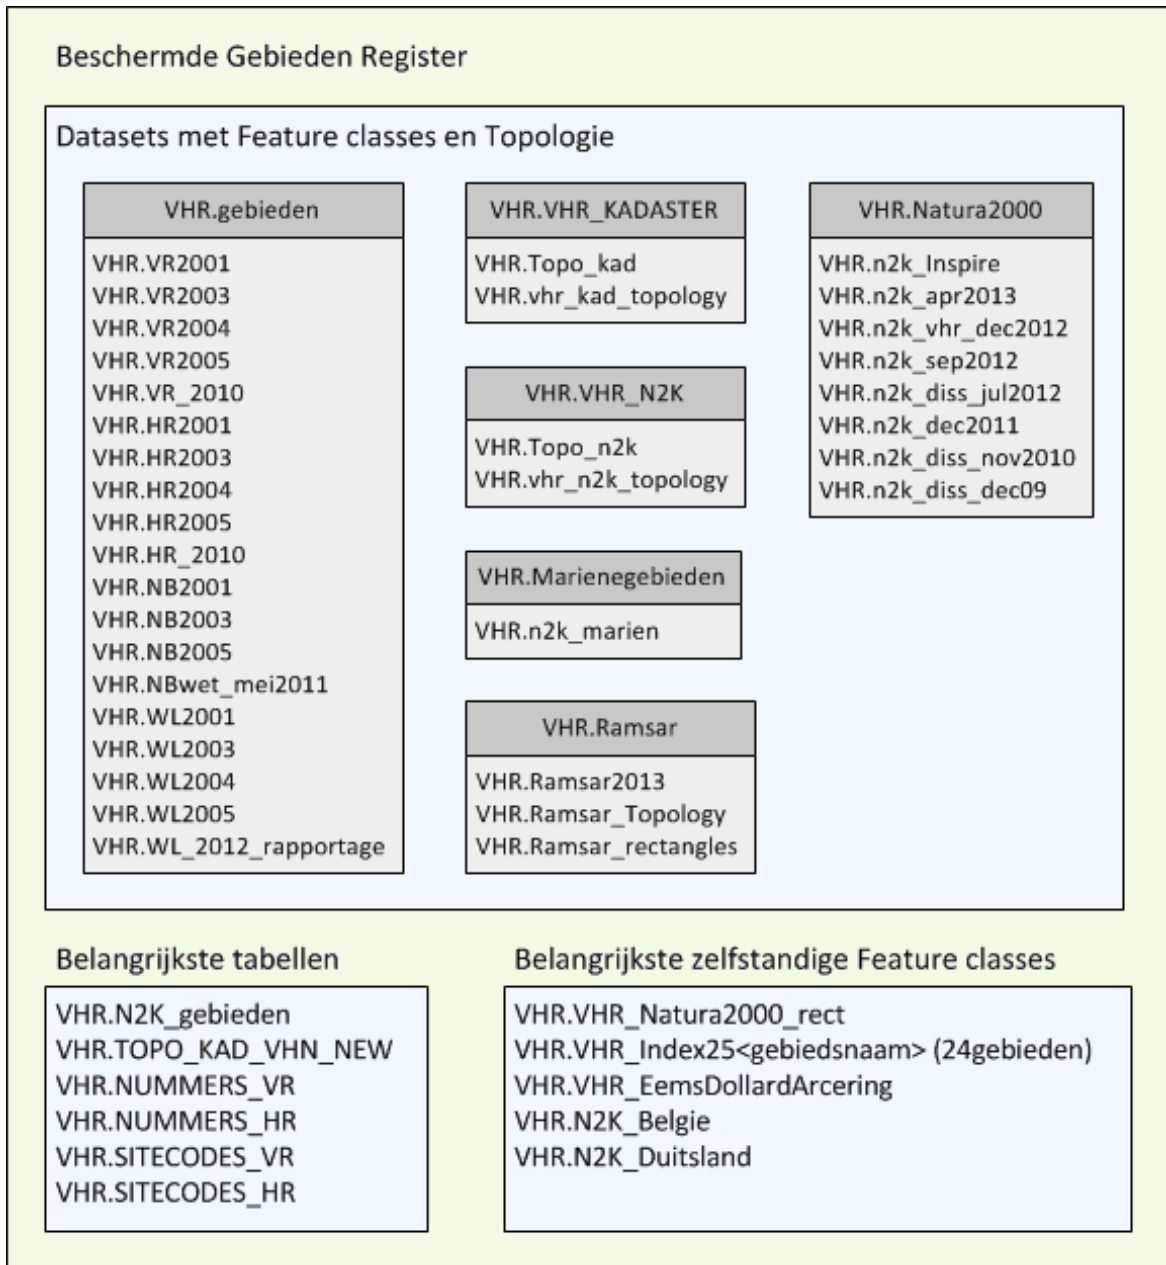 Beschermde Gebieden Register
Datasets met Feature classes en Topologie
VHR.gebieden
VHR.VR2001
VHR.VR2003
VHR.VR2004
VHR.VR2005
VHR.VR_2010
VHR.HR2001
VHR.HR2003
VHR.HR2004
VHR.HR2005
VHR.HR_2010
VHR.NB2001
VHR.NB2003
VHR.NB2005
VHR.NBwet_mei2011
VHR.WL2001
VHR.WL2003
VHR.WL2004
VHR.WL2005
VHR.WL_2012_rapportage
VHR.VHR_KADASTER
VHR.Topo_kad
VHR.vhr_kad_topology
VHR.VHR_N2K
VHR.Topo_n2k
VHR.vhr_n2k_topology
VHR.Marienegebieden
VHR.n2k_marien
VHR.Ramsar
VHR.Ramsar2013
VHR.Ramsar_Topology
VHR.Ramsar_rectangles
VHR.Natura2000
VHR.n2k_Inspire
VHR.n2k_apr2013
VHR.n2k_vhr_dec2012
VHR.n2k_sep2012
VHR.n2k_diss_jul2012
VHR.n2k_dec2011
VHR.n2k_diss_nov2010
VHR.n2k_diss_dec09
Belangrijkste tabellen
VHR.N2K_gebieden
VHR.TOPO_KAD_VHN_NEW
VHR.NUMMERS_VR
VHR.NUMMERS_HR
VHR.SITECODES_VR
VHR.SITECODES_HR
Belangrijkste zelfstandige Feature classes
VHR.VHR_Natura2000_rect
VHR.VHR_Index25<gebiedsnaam> (24gebieden)
VHR.VHR_EemsDollardArcering
VHR.N2K_Belgie
VHR.N2K_Duitsland